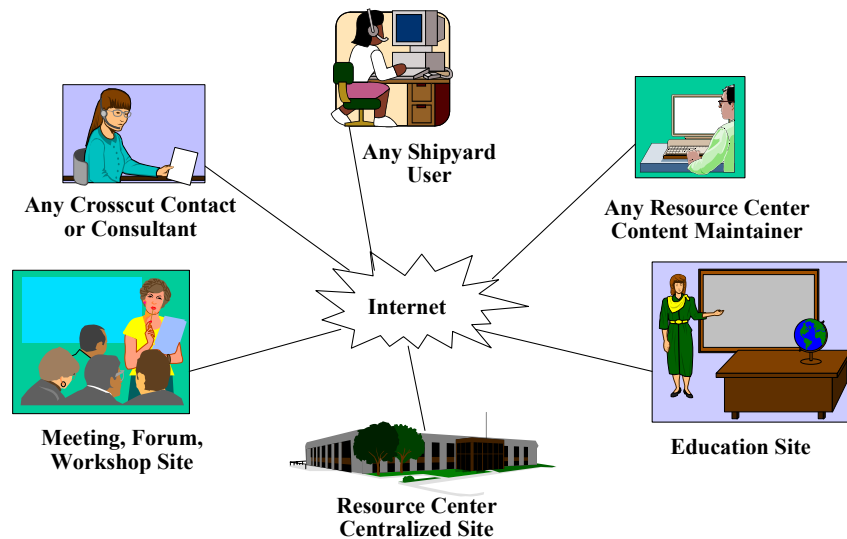 Any Shipyard
User
Any Crosscut Contact
or Consultant
Any Resource Center
Content Maintainer
Internet
Meeting, Forum,
Workshop Site
Education Site
Resource Center
Centralized Site